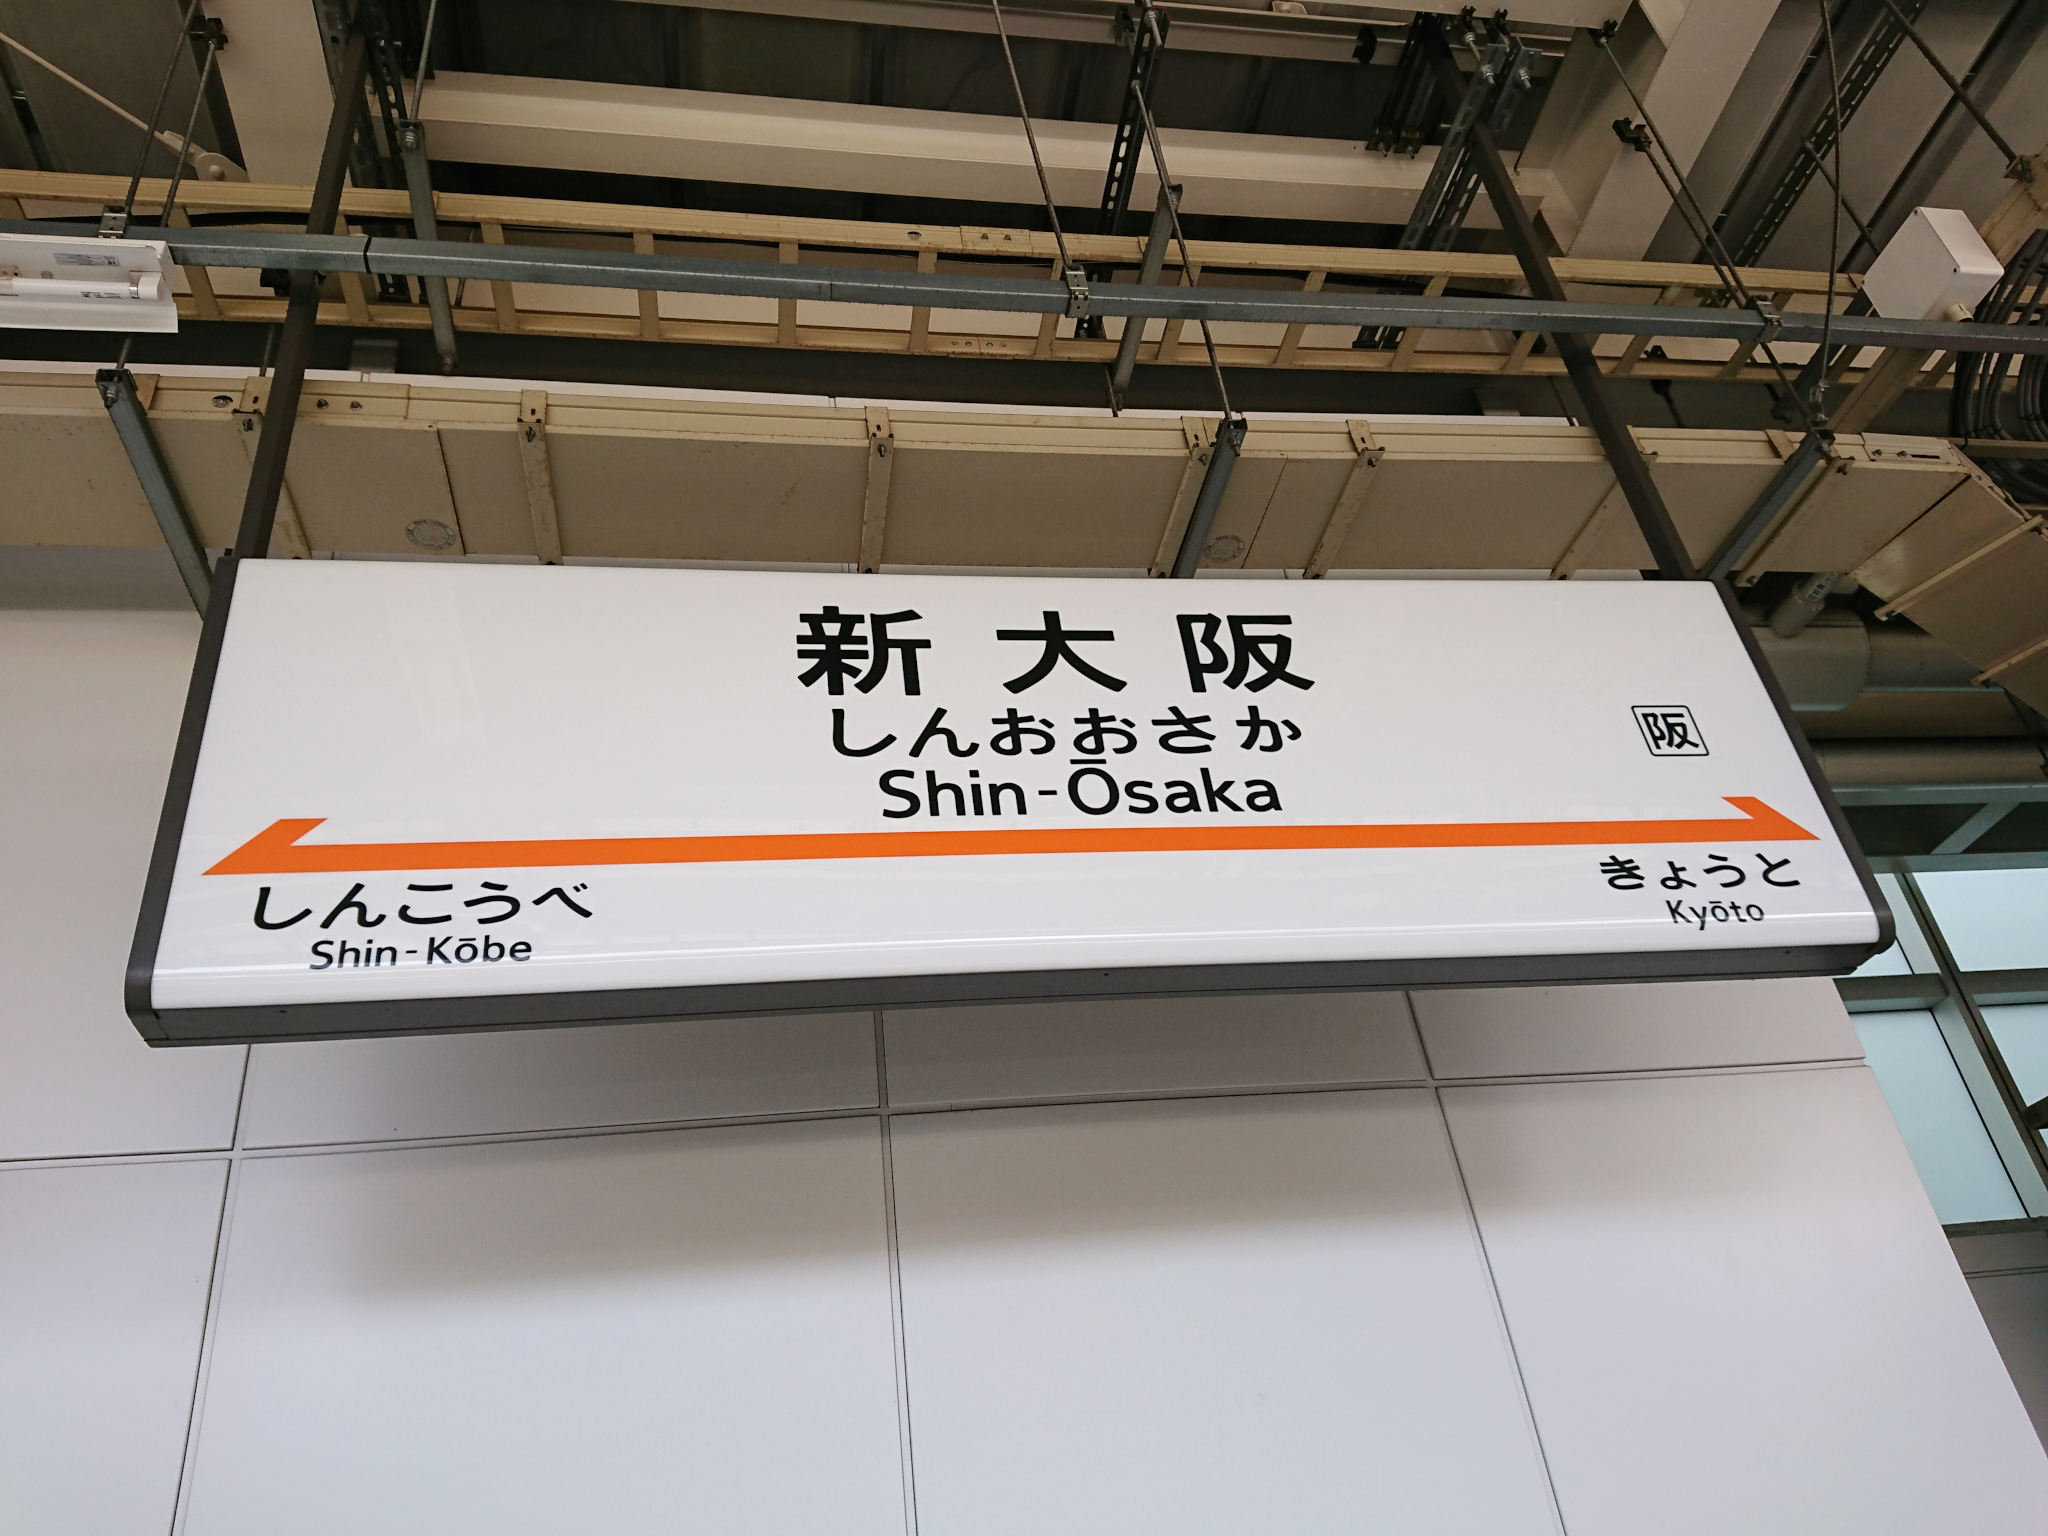 新大阪
しんおおさか
Shin-Ōsaka
阪
しんこうべ
Shin-Kōbe
きょうと
Kyōto